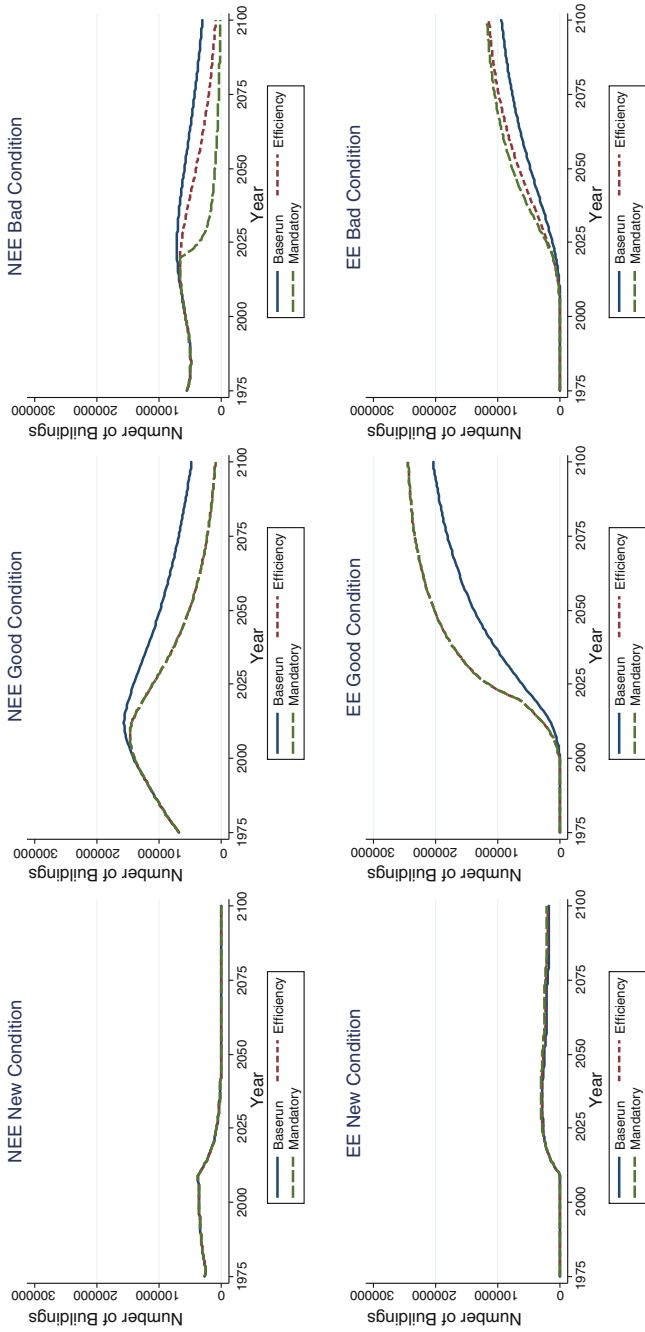 NEE New Condition
Number of Buildings
300000
200000
100000
0
1975 2000 2025 2050 2075 2100
Year
Baserun Efficiency
Mandatory
NEE Good Condition
Number of Buildings
300000
200000
100000
0
1975 2000 2025 2050 2075 2100
Year
Baserun Efficiency
Mandatory
NEE Bad Condition
Number of Buildings
300000
200000
100000
0
1975 2000 2025 2050 2075 2100
Year
Baserun Efficiency
Mandatory
EE New Condition
Number of Buildings
300000
200000
100000
0
1975 2000 2025 2050 2075 2100
Year
Baserun Efficiency
Mandatory
EE Good Condition
Number of Buildings
300000
200000
100000
0
1975 2000 2025 2050 2075 2100
Year
Baserun Efficiency
Mandatory
EE Bad Condition
Number of Buildings
300000
200000
100000
0
1975 2000 2025 2050 2075 2100
Year
Baserun Efficiency
Mandatory